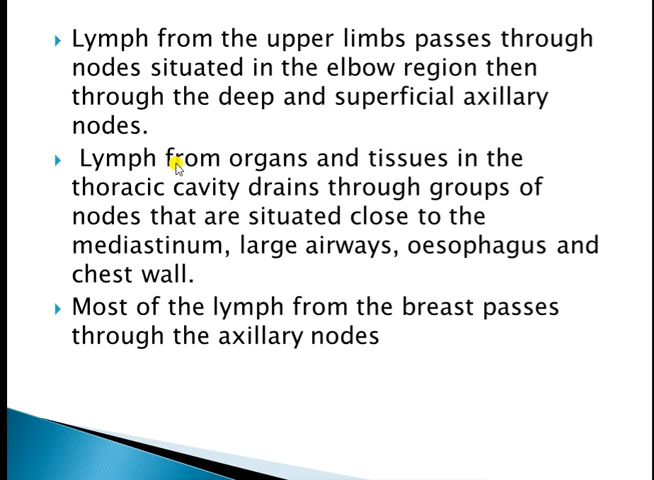 Lymph from the upper limbs passes through
nodes situated in the elbow region then
through the deep and superficial axillary
nodes.
Lymph from organs and tissues in the
thoracic cavity drains through groups of
nodes that are situated close to the
mediastinum, large airways, oesophagus and
chest wall.
Most of the lymph from the breast passes
through the axillary nodes